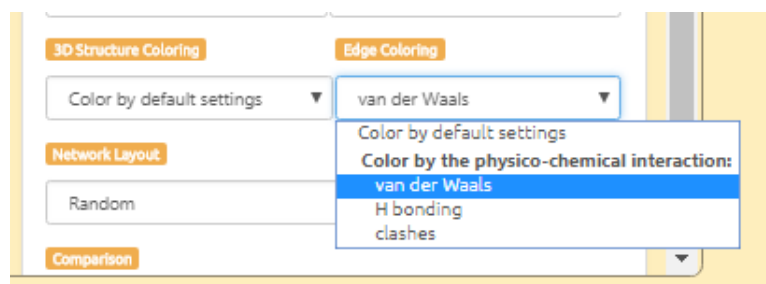 3D Structure Coloring
Edge Coloring
Color by default settings
van der Waals
Color by default settings
Color by the physico-chemical interaction:
van der Waals
H bonding
clashes
Network Layout
Random
Comparison